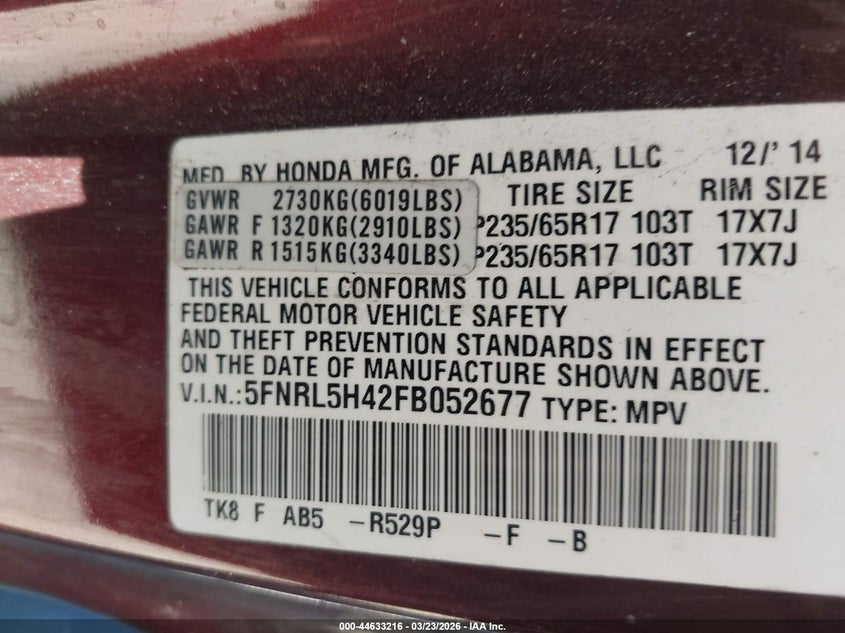 MFD. BY HONDA MFG. OF ALABAMA, LLC 12/' 14
GVWR 2730KG(6019LBS) TIRE SIZE RIM SIZE
GAWR F 1320KG(2910LBS) P235/65R17 103T 17X7J
GAWR R 1515KG(3340LBS) P235/65R17 103T 17X7J
THIS VEHICLE CONFORMS TO ALL APPLICABLE
FEDERAL MOTOR VEHICLE SAFETY
AND THEFT PREVENTION STANDARDS IN EFFECT
ON THE DATE OF MANUFACTURE SHOWN ABOVE.
V.I.N.:5FNRL5H42FB052677 TYPE: MPV
TK8 F AB5 -R529P -F -B
000-44633216 - 03/23/2026 - IAA Inc.